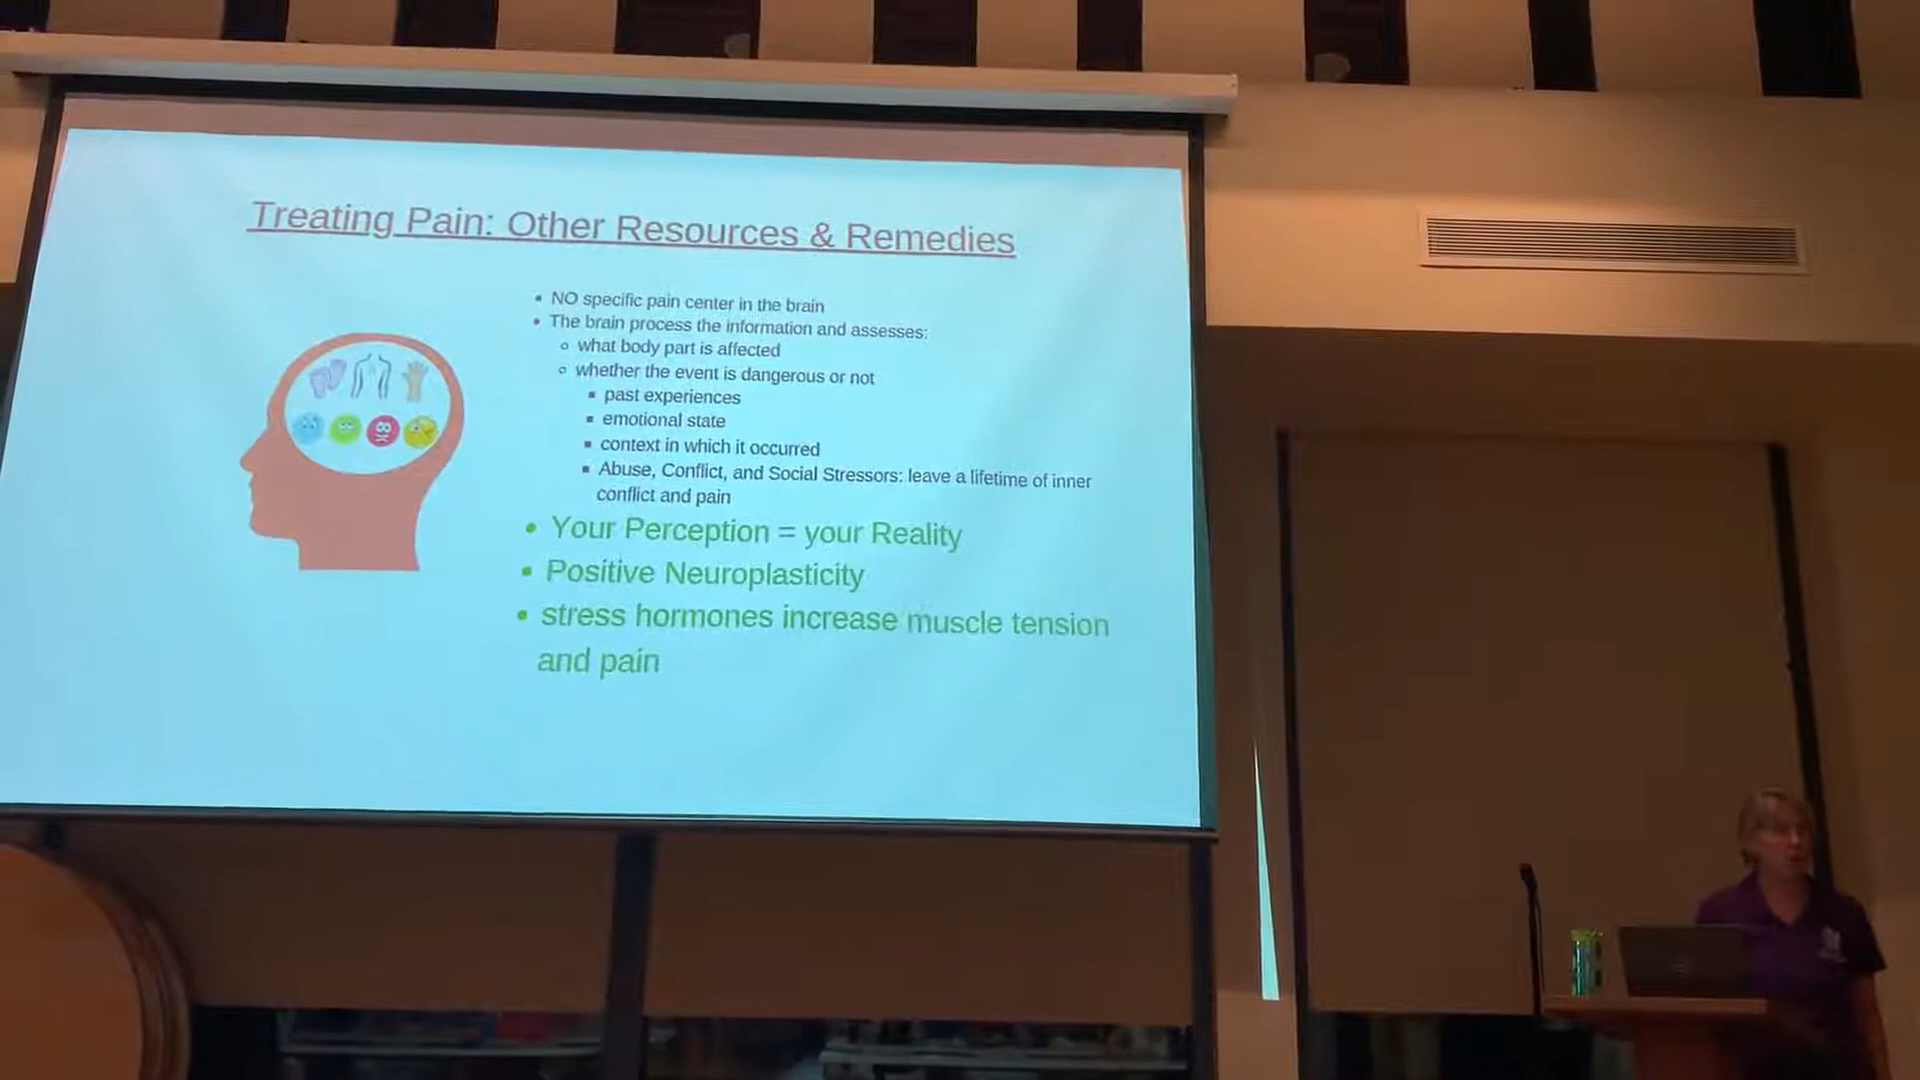 Treating Pain: Other Resources & Remedies
• NO specific pain center in the brain
• The brain process the information and assesses:
○ what body part is affected
○ whether the event is dangerous or not
▪ past experiences
▪ emotional state
▪ context in which it occurred
▪ Abuse, Conflict, and Social Stressors: leave a lifetime of inner
conflict and pain
• Your Perception = your Reality
• Positive Neuroplasticity
• stress hormones increase muscle tension
and pain